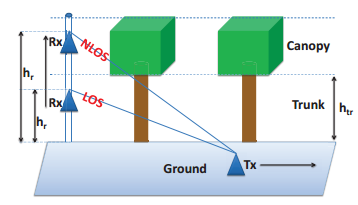 Rx
NLOS
Canopy
hr
Rx
LOS
Trunk
htr
hr
Ground
Tx